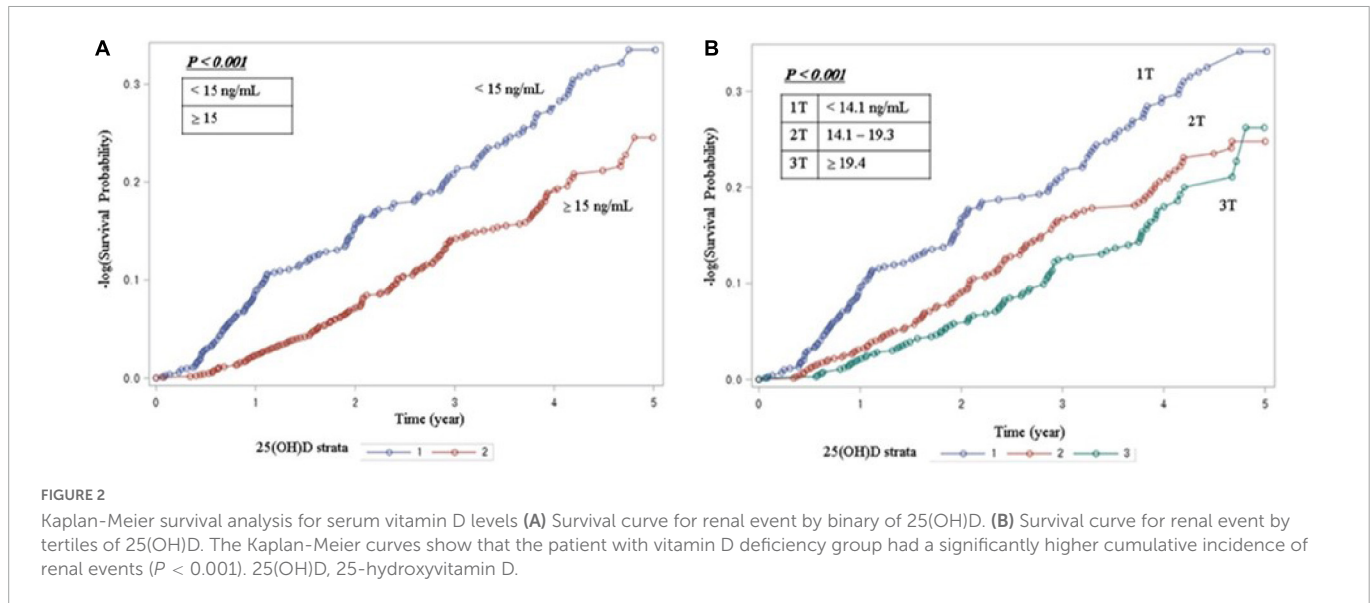 A
P < 0.001
< 15 ng/mL
≥ 15
< 15 ng/mL
≥ 15 ng/mL
-log(Survival Probability)
0.3
0.2
0.1
0.0
0 1 2 3 4 5
Time (year)
25(OH)D strata 1 2
B
P < 0.001
1T < 14.1 ng/mL
2T 14.1 – 19.3
3T ≥ 19.4
1T
2T
3T
-log(Survival Probability)
0.3
0.2
0.1
0.0
0 1 2 3 4 5
Time (year)
25(OH)D strata 1 2 3
FIGURE 2
Kaplan-Meier survival analysis for serum vitamin D levels (A) Survival curve for renal event by binary of 25(OH)D. (B) Survival curve for renal event by
tertiles of 25(OH)D. The Kaplan-Meier curves show that the patient with vitamin D deficiency group had a significantly higher cumulative incidence of
renal events (P < 0.001). 25(OH)D, 25-hydroxyvitamin D.